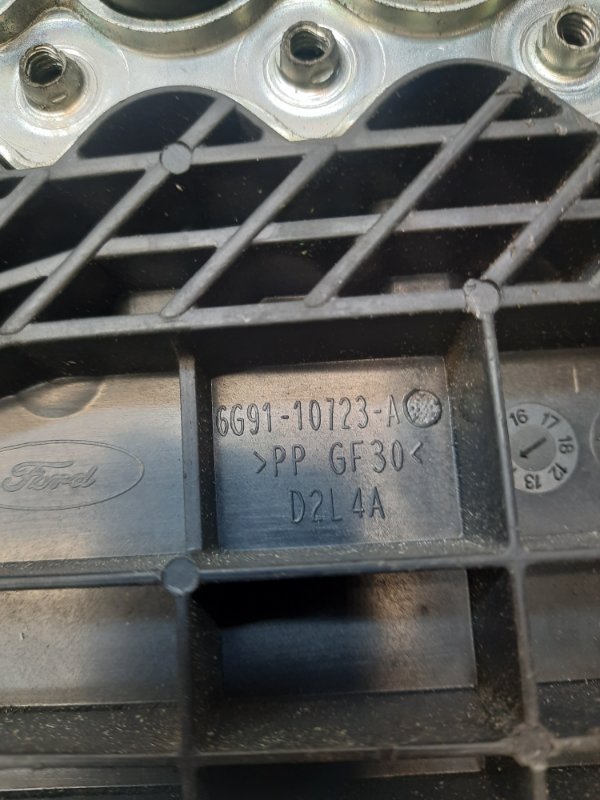 6G91-10723-A
>PP GF30<
D2L4A
Ford
16 17 18
13 12